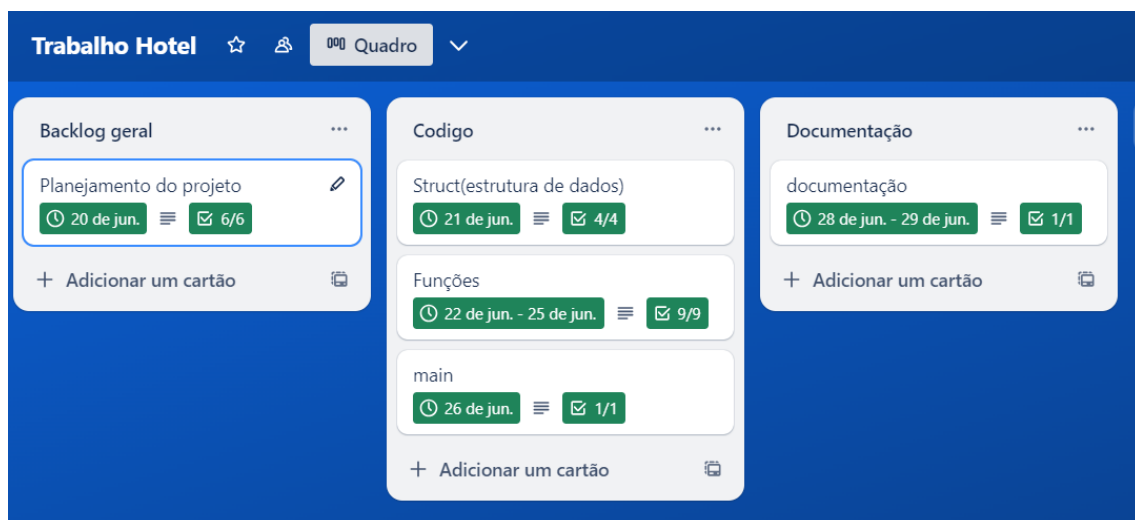 Trabalho Hotel
Quadro
Backlog geral
Planejamento do projeto
20 de jun.
6/6
+ Adicionar um cartão
Codigo
Struct(estrutura de dados)
21 de jun.
4/4
Funções
22 de jun. - 25 de jun.
9/9
main
26 de jun.
1/1
+ Adicionar um cartão
Documentação
documentação
28 de jun. - 29 de jun.
1/1
+ Adicionar um cartão